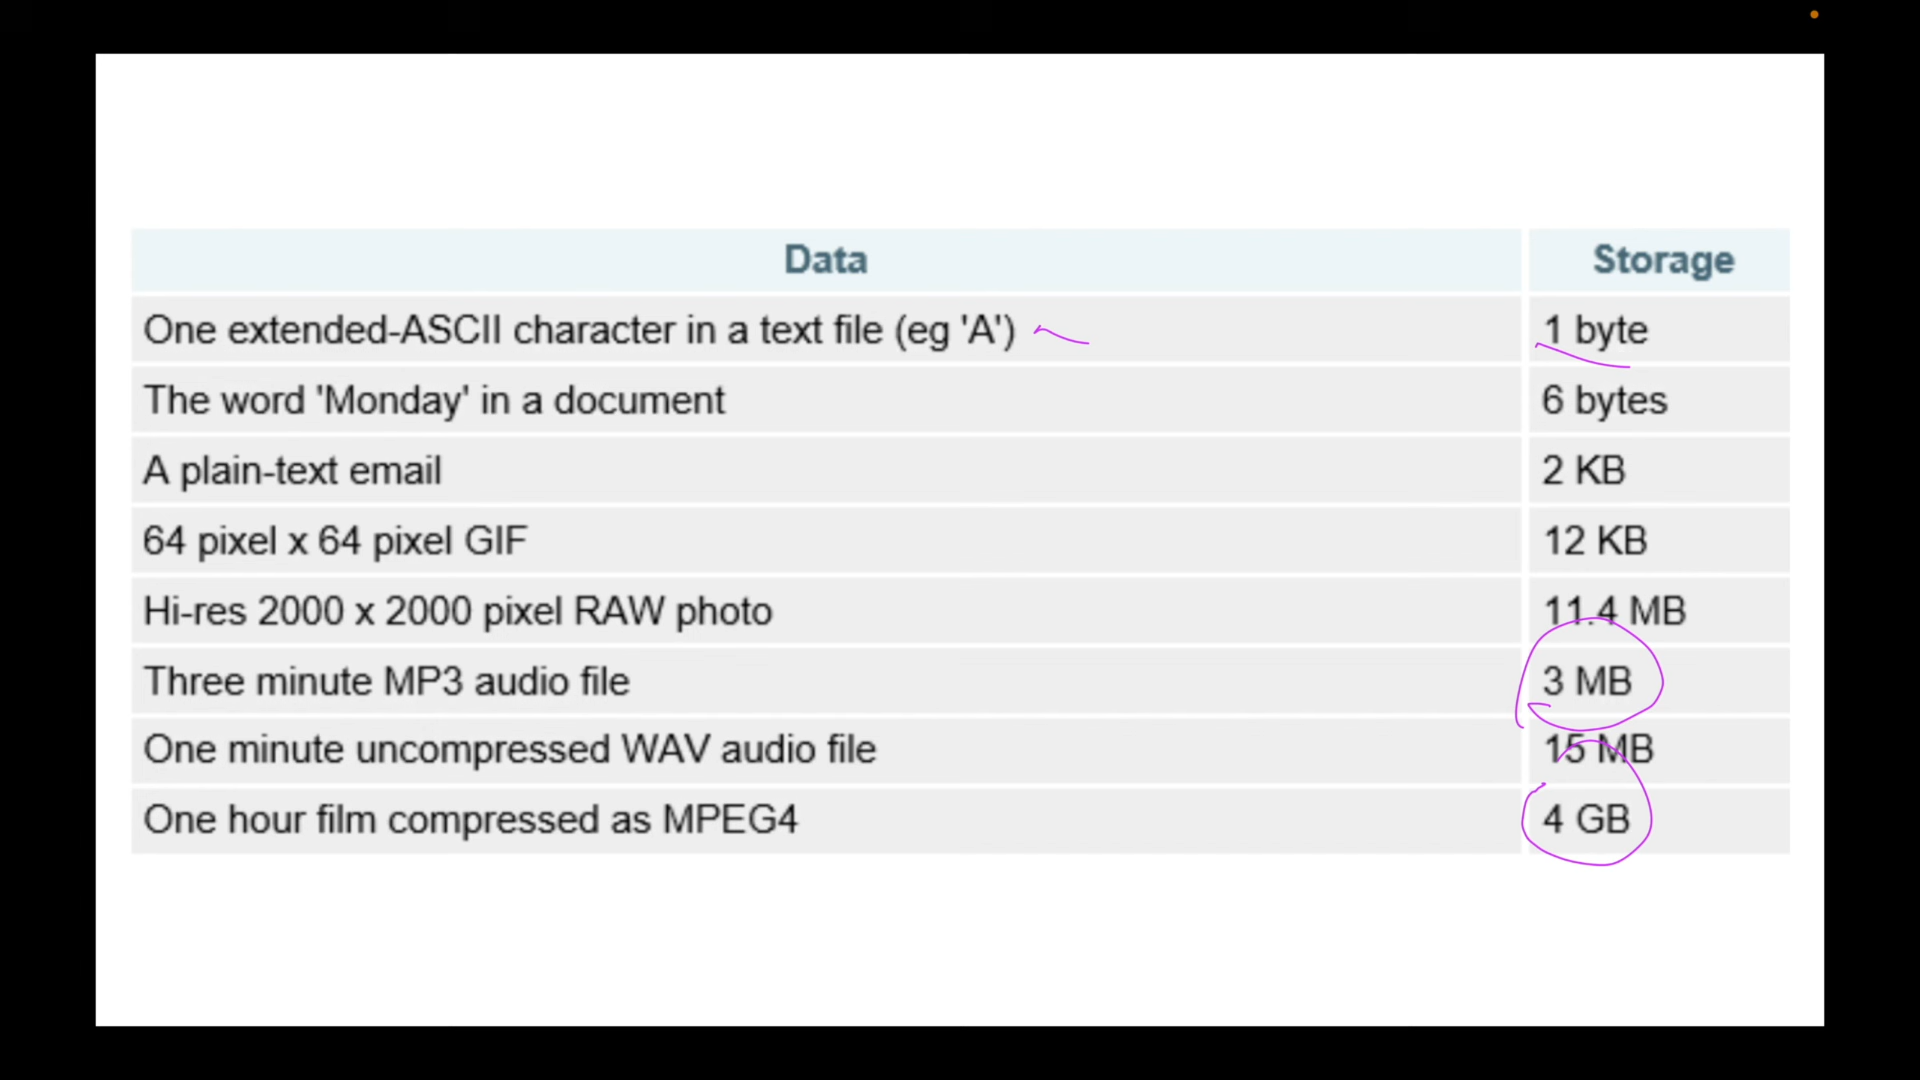 Data Storage
One extended-ASCII character in a text file (eg 'A') 1 byte
The word 'Monday' in a document 6 bytes
A plain-text email 2 KB
64 pixel x 64 pixel GIF 12 KB
Hi-res 2000 x 2000 pixel RAW photo 11.4 MB
Three minute MP3 audio file 3 MB
One minute uncompressed WAV audio file 15 MB
One hour film compressed as MPEG4 4 GB